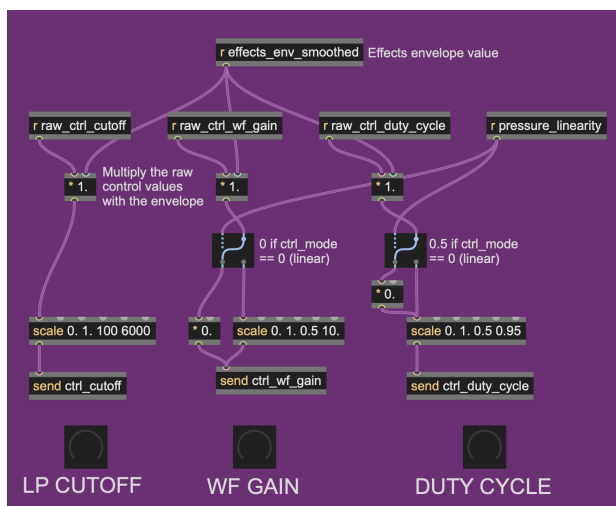 r effects_env_smoothed
Effects envelope value
r raw_ctrl_cutoff
r raw_ctrl_wf_gain
r raw_ctrl_duty_cycle
r pressure_linearity
* 1.
Multiply the raw
control values
with the envelope
* 1.
* 1.
0 if ctrl_mode
== 0 (linear)
0.5 if ctrl_mode
== 0 (linear)
* 0.
scale 0. 1. 100 6000
* 0.
scale 0. 1. 0.5 10.
scale 0. 1. 0.5 0.95
send ctrl_cutoff
send ctrl_wf_gain
send ctrl_duty_cycle
LP CUTOFF
WF GAIN
DUTY CYCLE